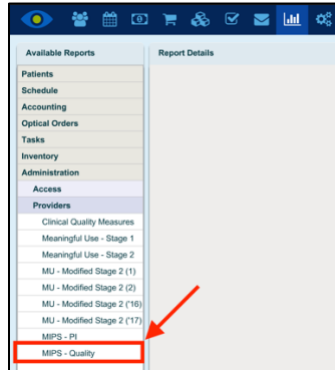 Available Reports
Report Details
Patients
Schedule
Accounting
Optical Orders
Tasks
Inventory
Administration
Access
Providers
Clinical Quality Measures
Meaningful Use - Stage 1
Meaningful Use - Stage 2
MU - Modified Stage 2 (1)
MU - Modified Stage 2 (2)
MU - Modified Stage 2 ('16)
MU - Modified Stage 2 ('17)
MIPS - PI
MIPS - Quality